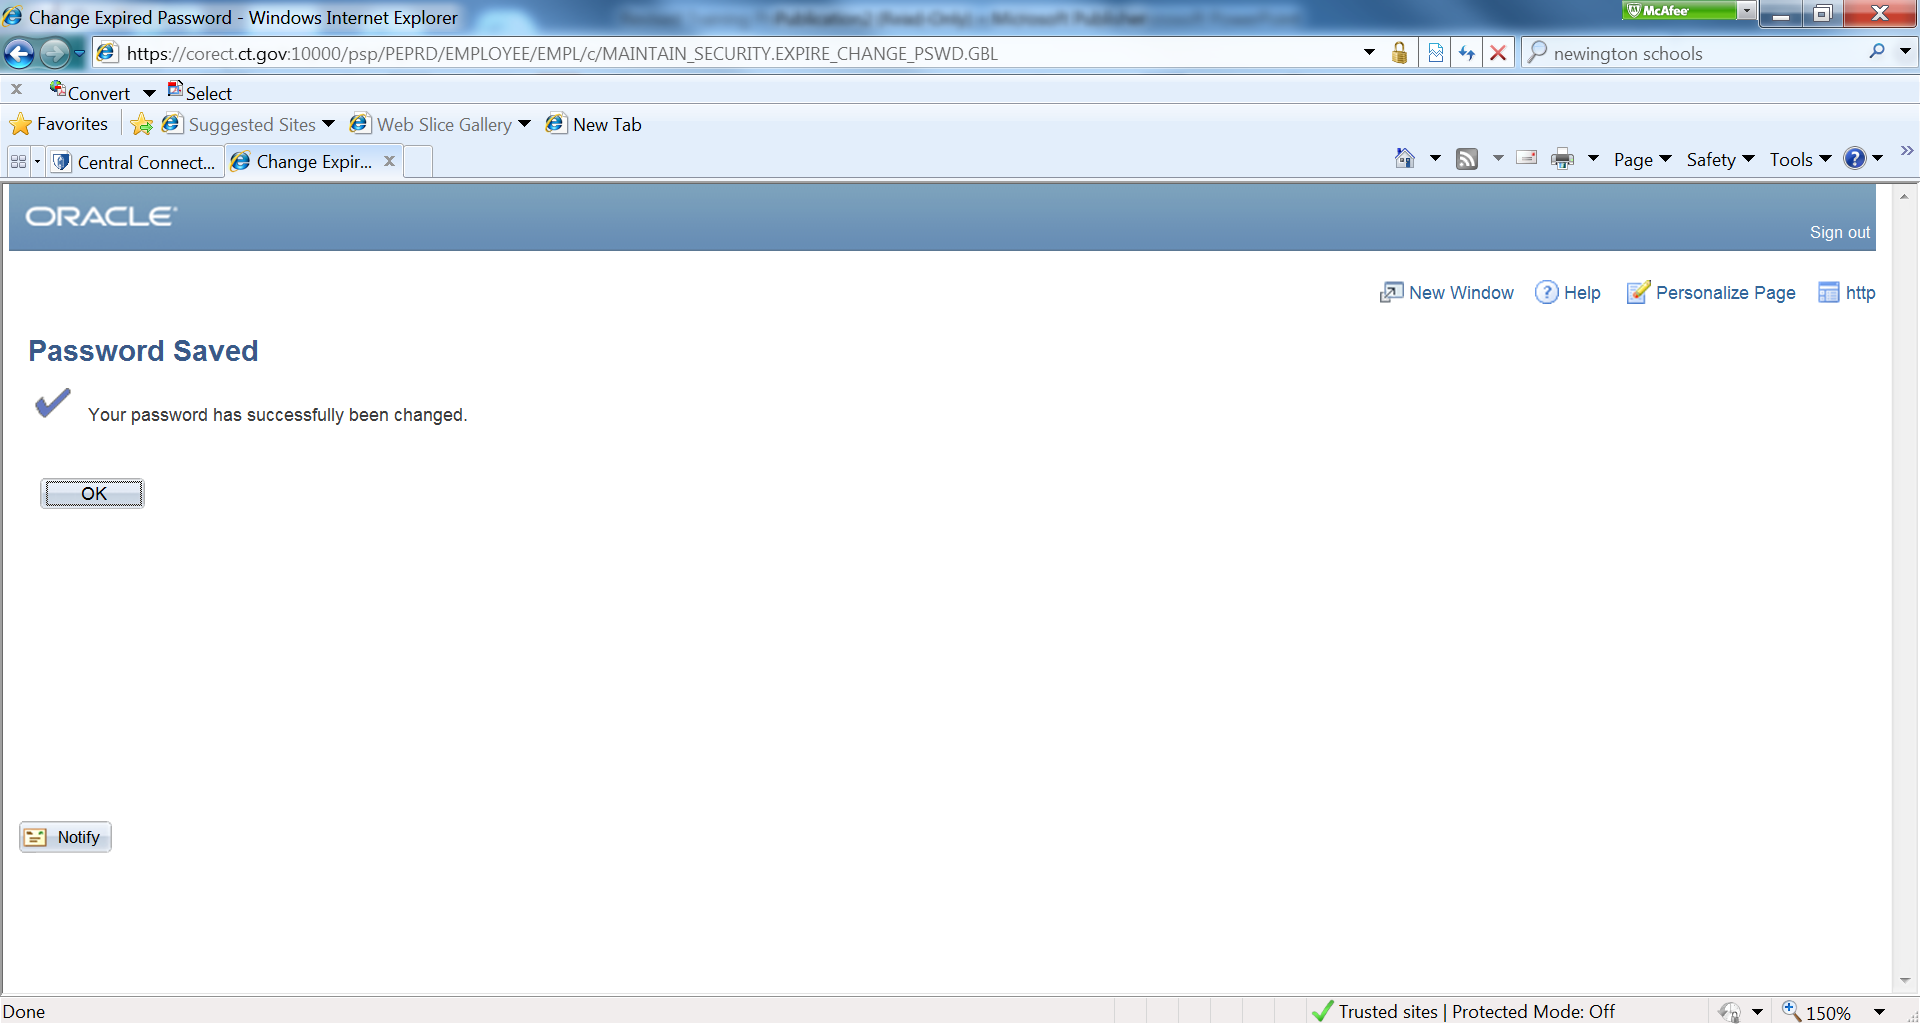 Change Expired Password - Windows Internet Explorer
McAfee
https://corect.ct.gov:10000/psp/PEPRD/EMPLOYEE/EMPL/c/MAINTAIN_SECURITY.EXPIRE_CHANGE_PSWD.GBL
newington schools
x Convert Select
Favorites Suggested Sites Web Slice Gallery New Tab
Central Connect... Change Expir... x Page Safety Tools ? »
ORACLE
Sign out
New Window ? Help Personalize Page http
Password Saved
Your password has successfully been changed.
OK
Notify
Done Trusted sites | Protected Mode: Off 150%